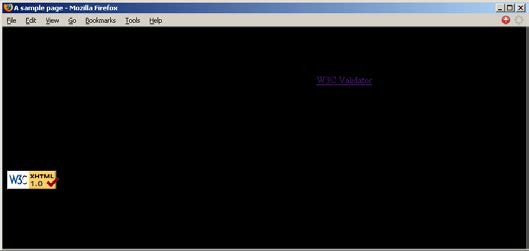 A sample page - Mozilla Firefox
File Edit View Go Bookmarks Tools Help
W3C Validator
W3C XHTML
1.0